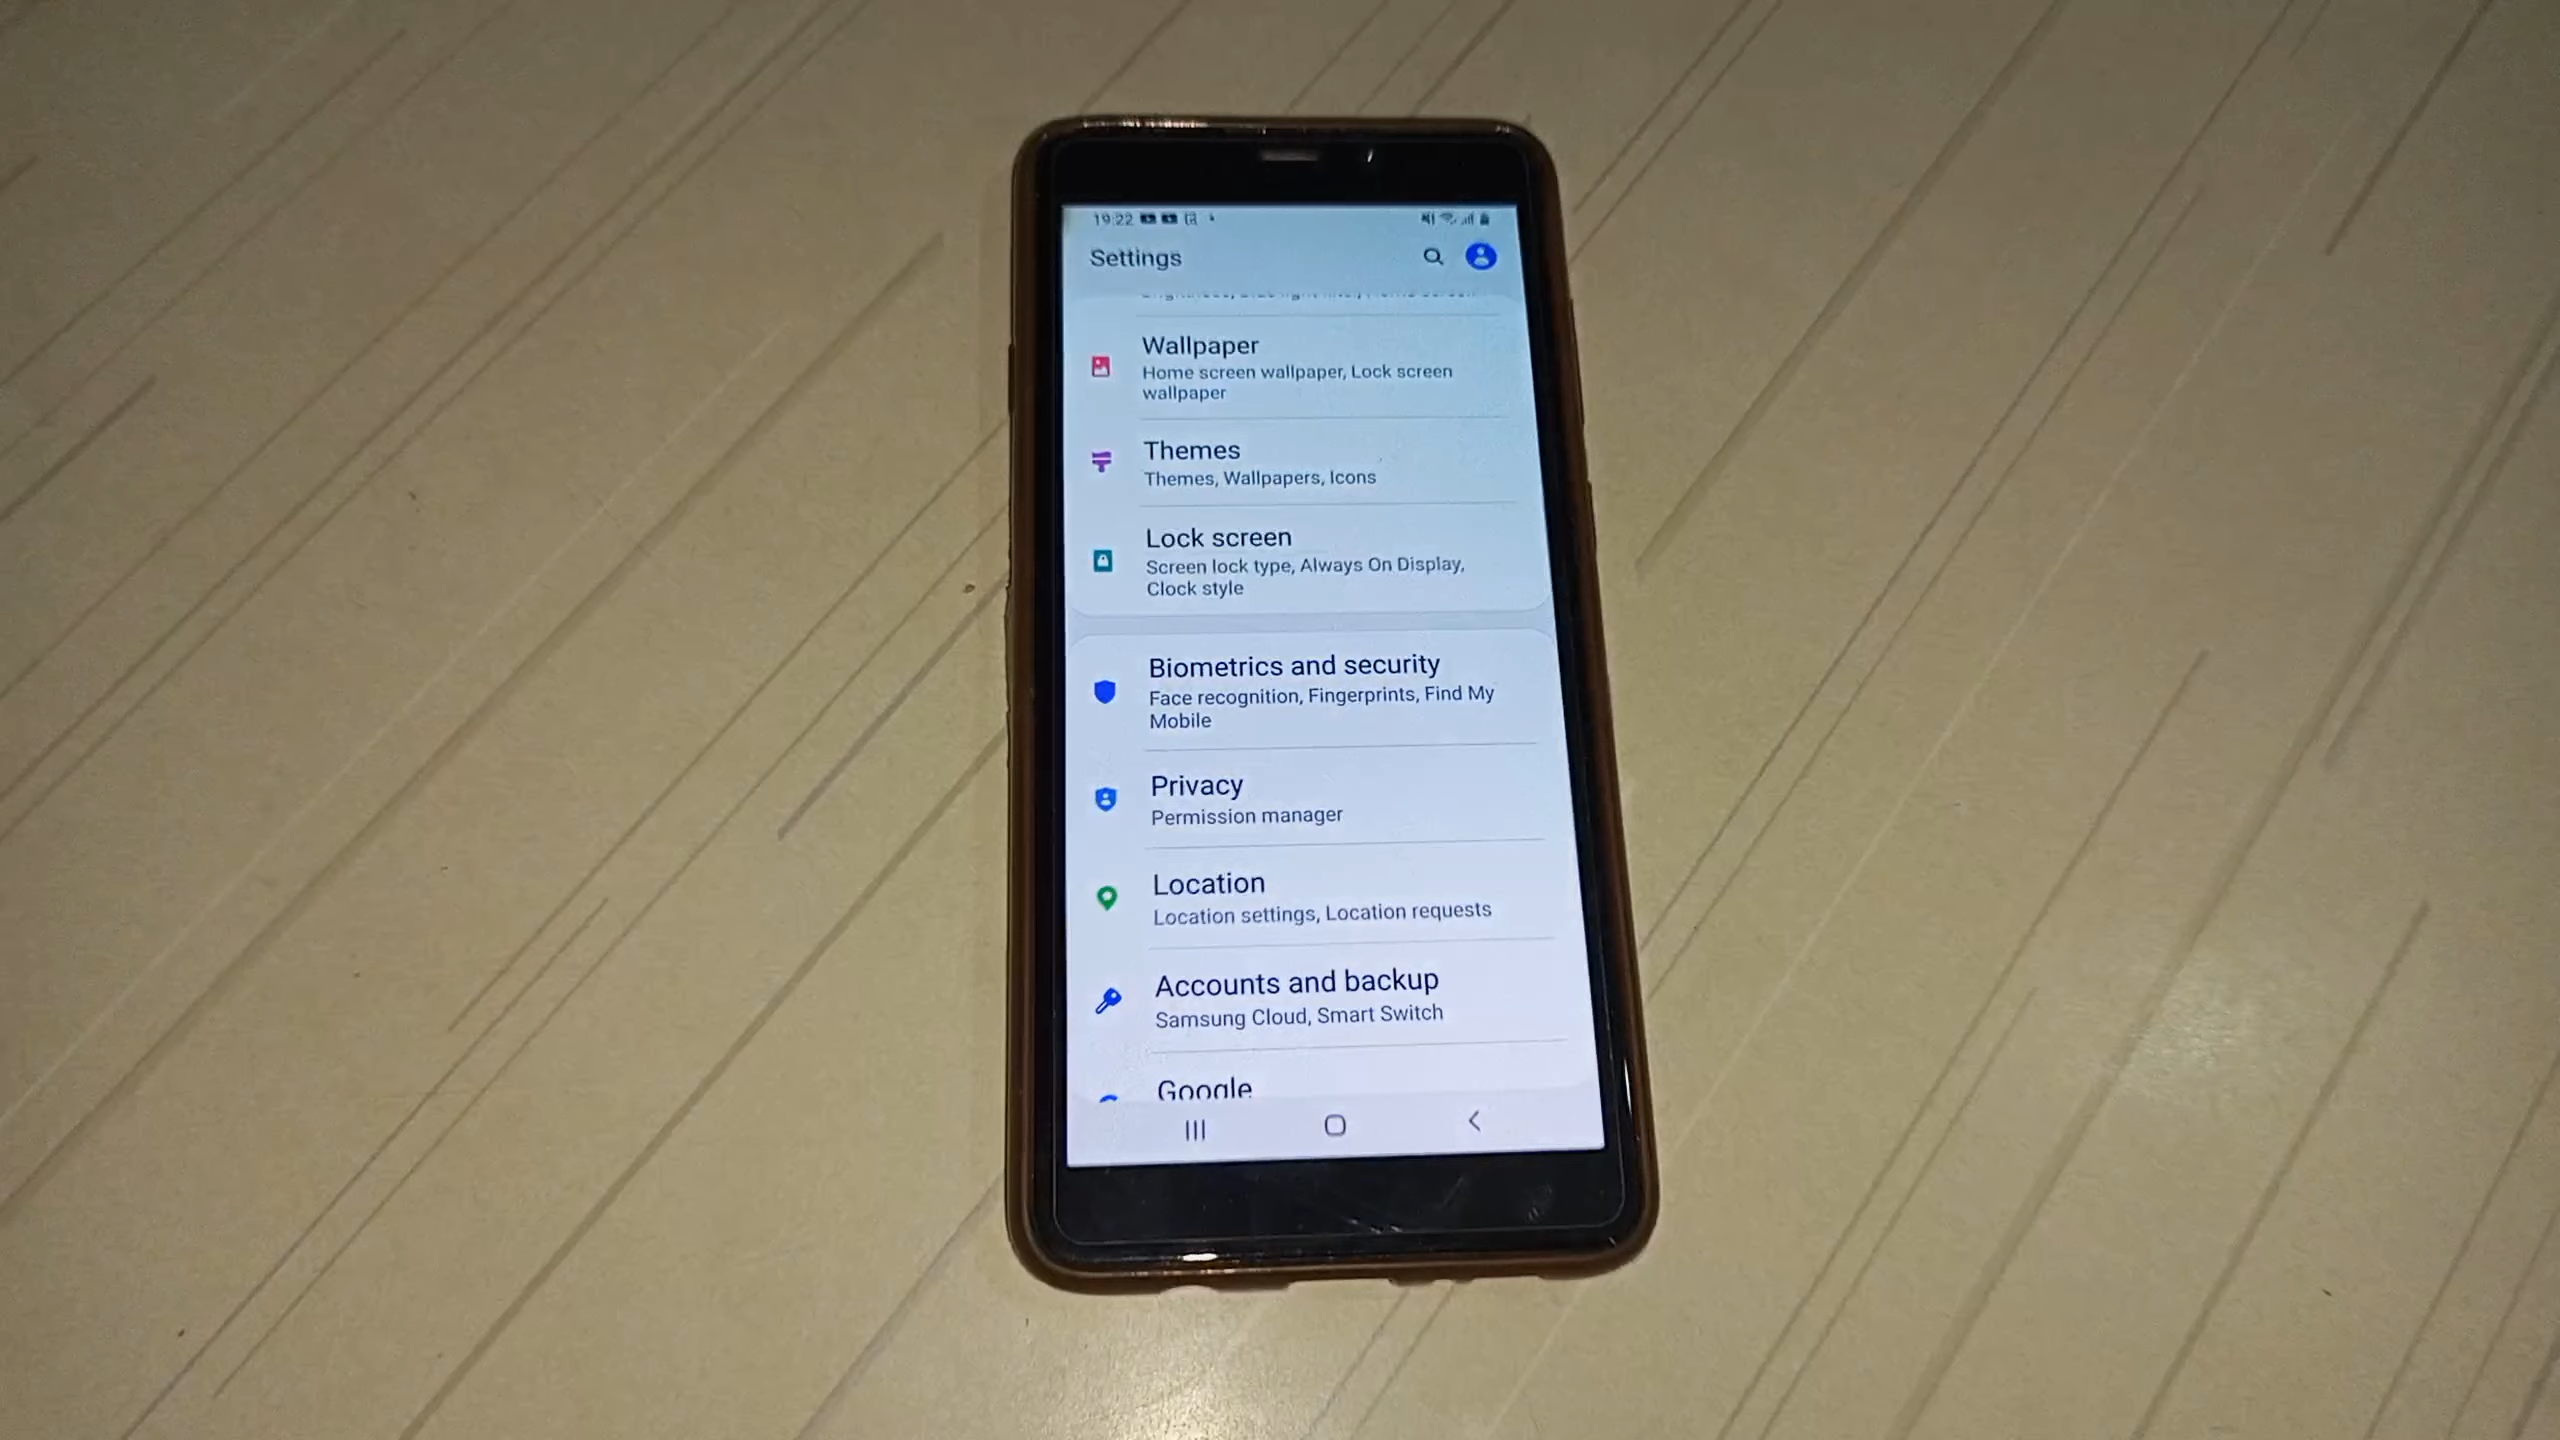 19:22
Settings
Wallpaper
Home screen wallpaper, Lock screen
wallpaper
Themes
Themes, Wallpapers, Icons
Lock screen
Screen lock type, Always On Display,
Clock style
Biometrics and security
Face recognition, Fingerprints, Find My
Mobile
Privacy
Permission manager
Location
Location settings, Location requests
Accounts and backup
Samsung Cloud, Smart Switch
Google